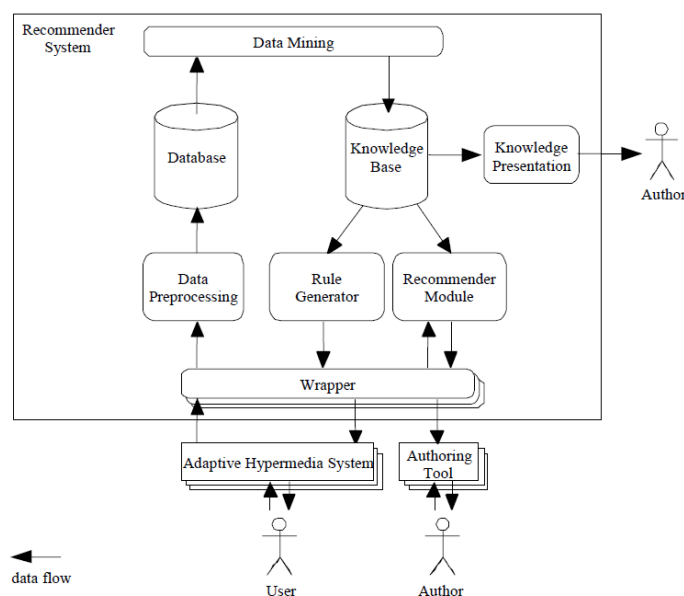 Recommender
System
Data Mining
Database
Knowledge
Base
Knowledge
Presentation
Author
Data
Preprocessing
Rule
Generator
Recommender
Module
Wrapper
Adaptive Hypermedia System
Authoring
Tool
data flow
User
Author